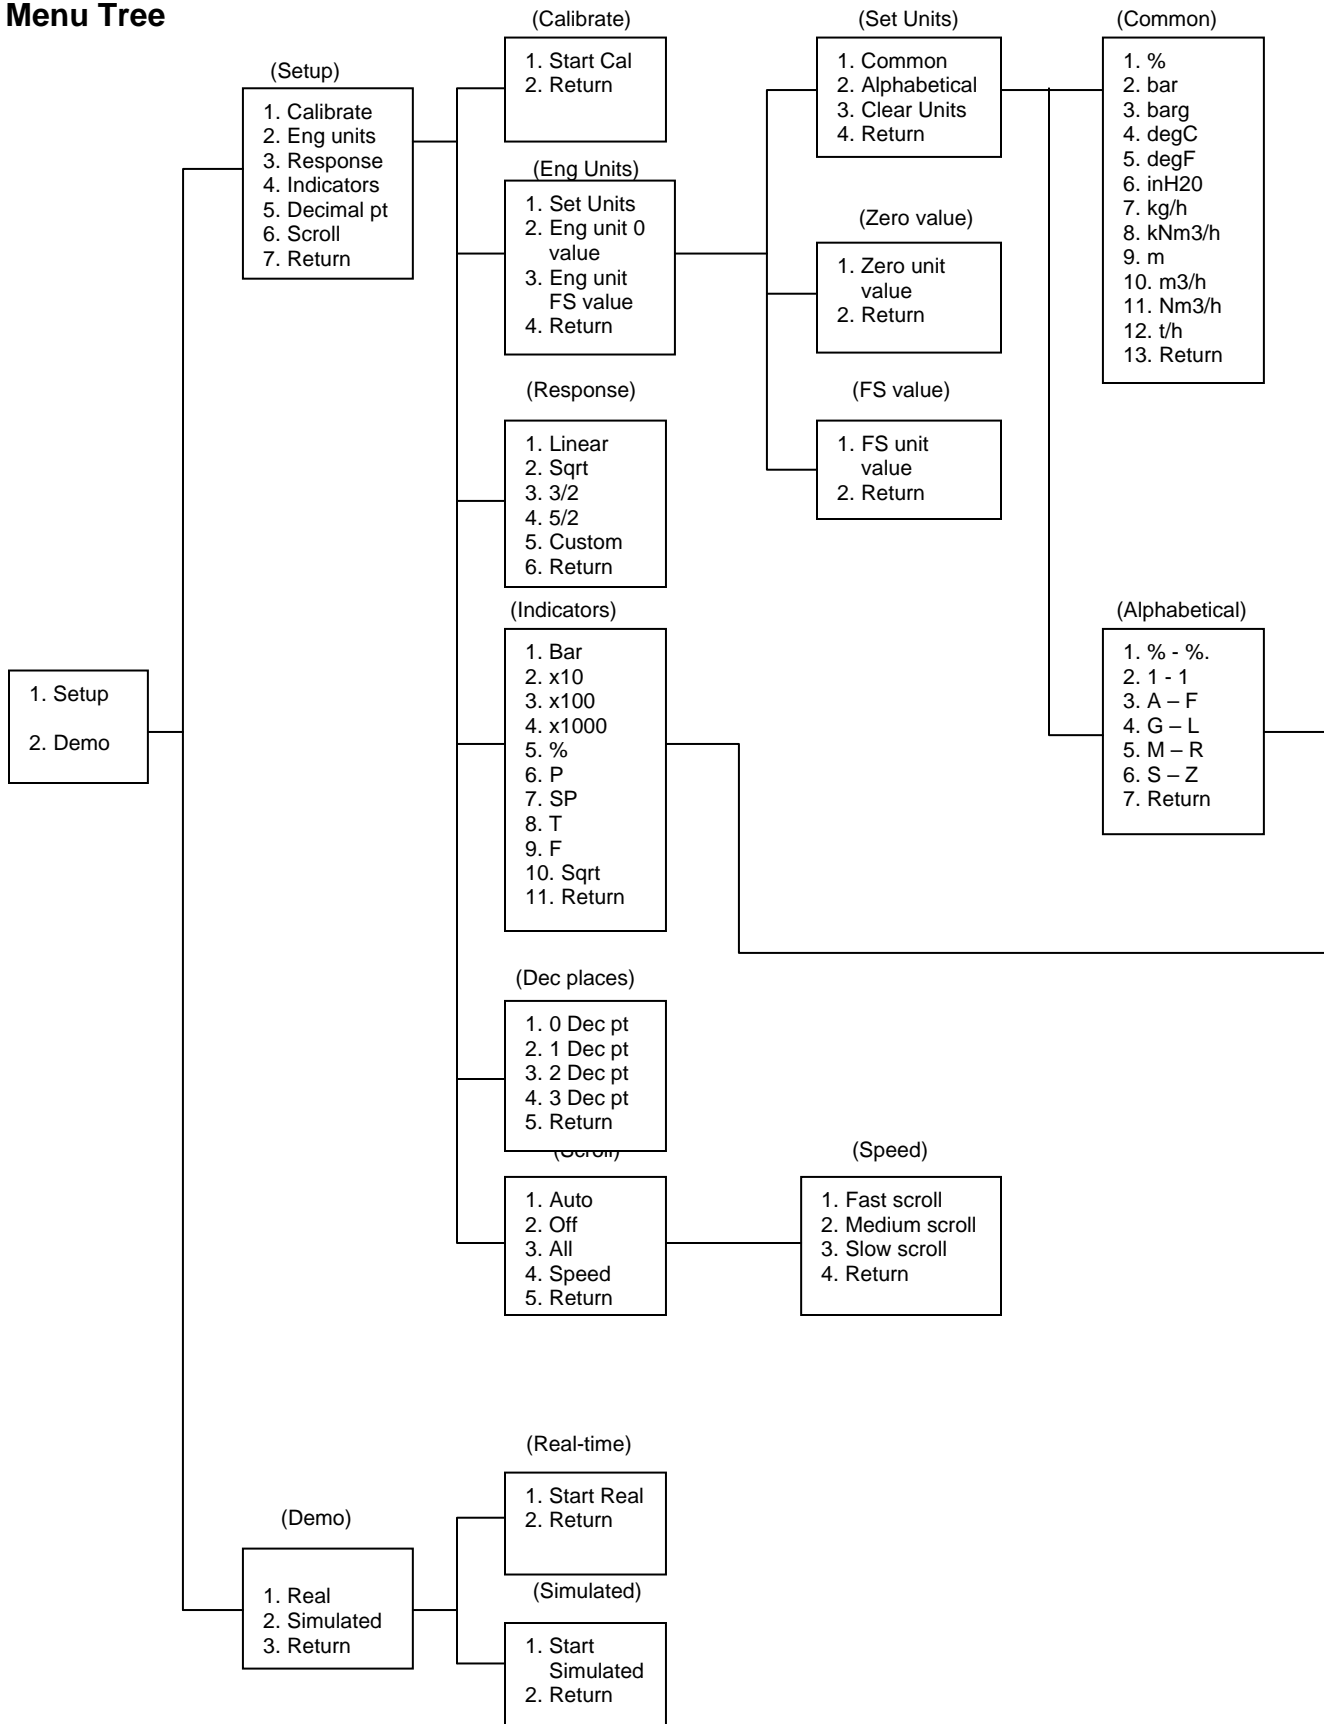 Menu Tree
(Setup)
1. Calibrate
2. Eng units
3. Response
4. Indicators
5. Decimal pt
6. Scroll
7. Return
1. Setup
2. Demo
(Demo)
1. Real
2. Simulated
3. Return
(Calibrate)
1. Start Cal
2. Return
(Eng Units)
1. Set Units
2. Eng unit 0
value
3. Eng unit
FS value
4. Return
(Response)
1. Linear
2. Sqrt
3. 3/2
4. 5/2
5. Custom
6. Return
(Indicators)
1. Bar
2. x10
3. x100
4. x1000
5. %
6. P
7. SP
8. T
9. F
10. Sqrt
11. Return
(Dec places)
1. 0 Dec pt
2. 1 Dec pt
3. 2 Dec pt
4. 3 Dec pt
5. Return
(Scroll)
1. Auto
2. Off
3. All
4. Speed
5. Return
(Real-time)
1. Start Real
2. Return
(Simulated)
1. Start
Simulated
2. Return
(Set Units)
1. Common
2. Alphabetical
3. Clear Units
4. Return
(Zero value)
1. Zero unit
value
2. Return
(FS value)
1. FS unit
value
2. Return
(Speed)
1. Fast scroll
2. Medium scroll
3. Slow scroll
4. Return
(Common)
1. %
2. bar
3. barg
4. degC
5. degF
6. inH20
7. kg/h
8. kNm3/h
9. m
10. m3/h
11. Nm3/h
12. t/h
13. Return
(Alphabetical)
1. % - %.
2. 1 - 1
3. A – F
4. G – L
5. M – R
6. S – Z
7. Return